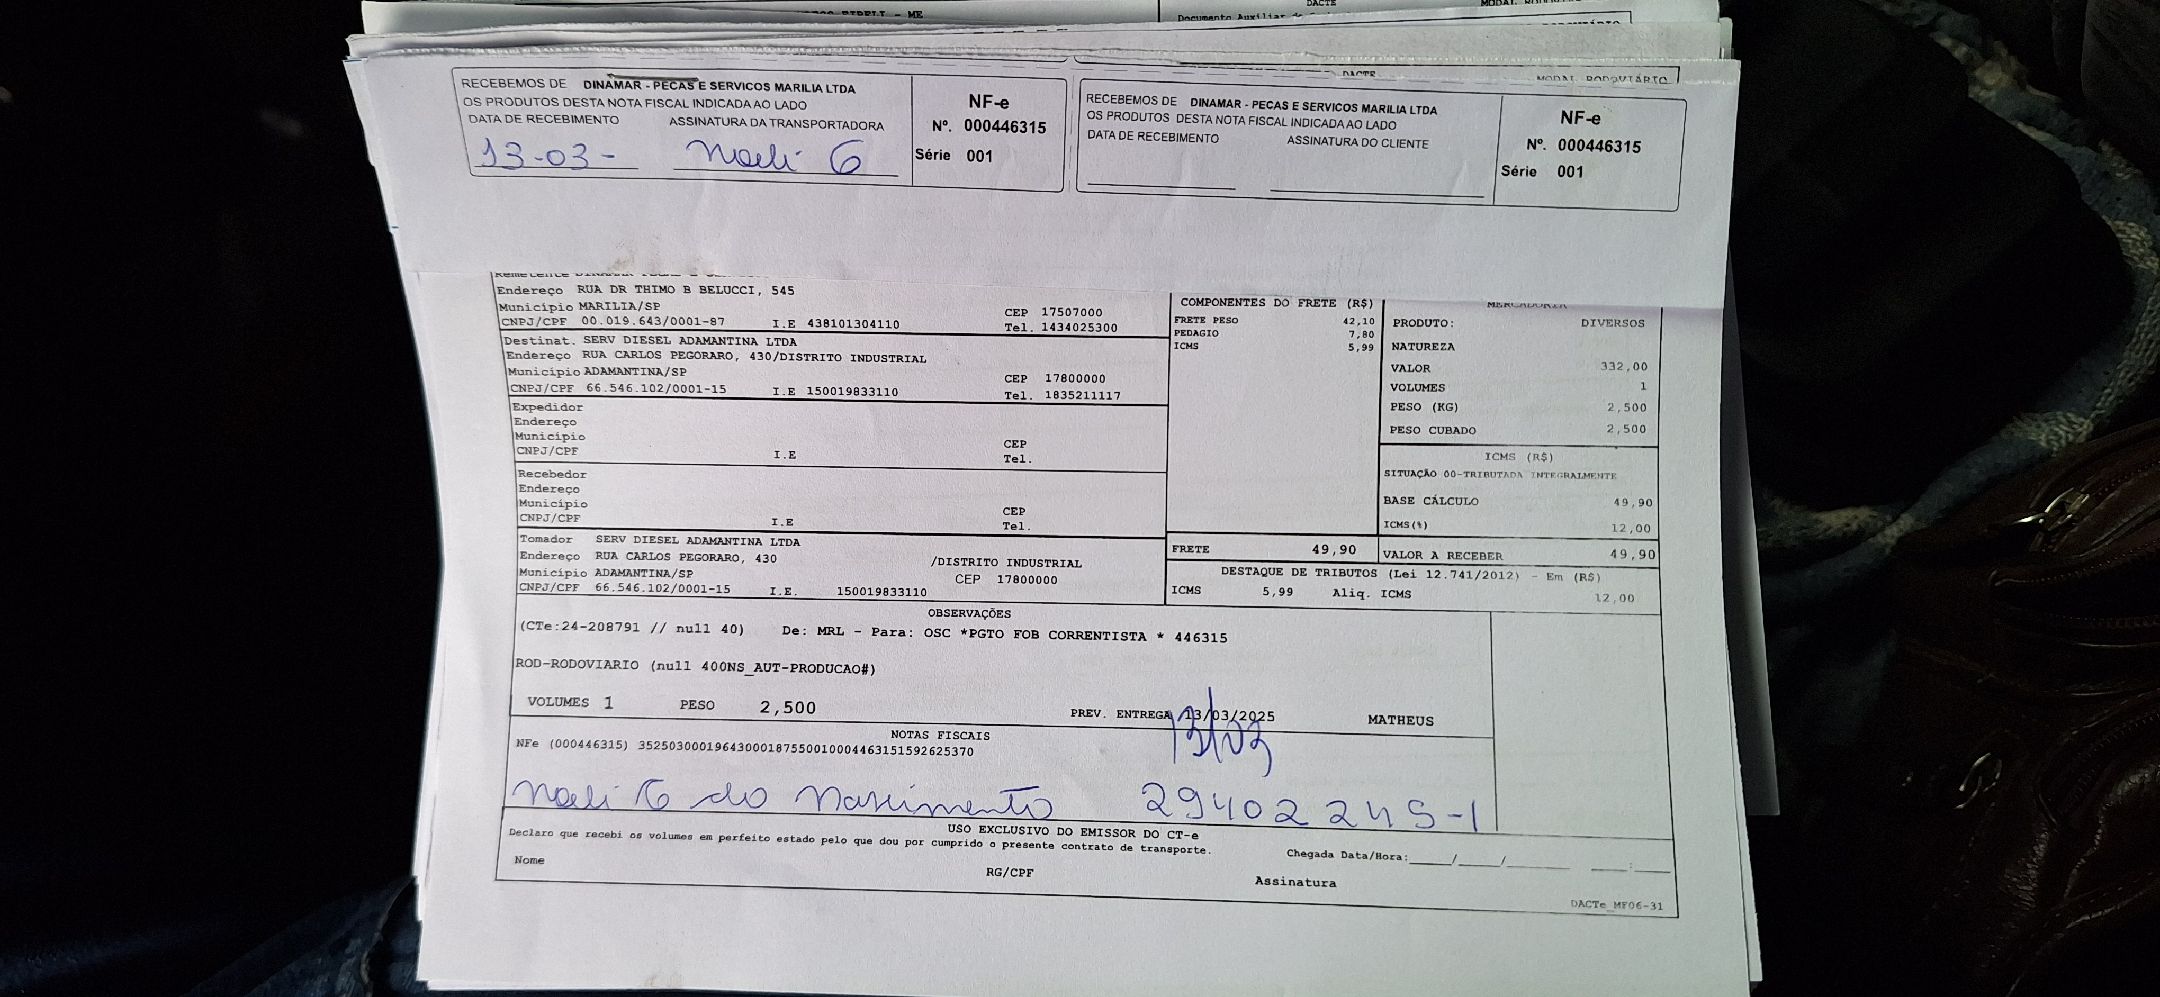 DACTE
Documento Auxiliar
DACTE
RECEBEMOS DE DINAMAR - PECAS E SERVICOS MARILIA LTDA
OS PRODUTOS DESTA NOTA FISCAL INDICADA AO LADO
DATA DE RECEBIMENTO ASSINATURA DA TRANSPORTADORA
13-03-
NF-e
Nº. 000446315
Série 001
RECEBEMOS DE DINAMAR - PECAS E SERVICOS MARILIA LTDA
OS PRODUTOS DESTA NOTA FISCAL INDICADA AO LADO
DATA DE RECEBIMENTO ASSINATURA DO CLIENTE
NF-e
Nº. 000446315
Série 001
Endereço RUA DR THIMO B BELUCCI, 545
Município MARILIA/SP CEP 17507000
CNPJ/CPF 00.019.643/0001-87 I.E 438101304110 Tel. 1434025300
Destinat. SERV DIESEL ADAMANTINA LTDA
Endereço RUA CARLOS PEGORARO, 430/DISTRITO INDUSTRIAL
Município ADAMANTINA/SP CEP 17800000
CNPJ/CPF 66.546.102/0001-15 I.E 150019833110 Tel. 1835211117
Expedidor
Endereço
Município CEP
CNPJ/CPF I.E Tel.
Recebedor
Endereço
Município CEP
CNPJ/CPF I.E Tel.
Tomador SERV DIESEL ADAMANTINA LTDA
Endereço RUA CARLOS PEGORARO, 430 /DISTRITO INDUSTRIAL
Município ADAMANTINA/SP CEP 17800000
CNPJ/CPF 66.546.102/0001-15 I.E. 150019833110
COMPONENTES DO FRETE (R$)
FRETE PESO 42,10
PEDAGIO 7,80
ICMS 5,99
MERCADORIA
PRODUTO: DIVERSOS
NATUREZA
VALOR 332,00
VOLUMES 1
PESO (KG) 2,500
PESO CUBADO 2,500
ICMS (R$)
SITUAÇÃO 00-TRIBUTADA INTEGRALMENTE
BASE CÁLCULO 49,90
ICMS(%) 12,00
FRETE 49,90 VALOR A RECEBER 49,90
DESTAQUE DE TRIBUTOS (Lei 12.741/2012) - Em (R$)
ICMS 5,99 Aliq. ICMS 12,00
OBSERVAÇÕES
(CTe:24-208791 // null 40) De: MRL - Para: OSC *PGTO FOB CORRENTISTA * 446315
ROD-RODOVIARIO (null 400NS_AUT-PRODUCAO#)
VOLUMES 1 PESO 2,500 PREV. ENTREGA 13/03/2025 MATHEUS
13/03
NOTAS FISCAIS
NFe (000446315) 35250300019643000187550010004463151592625370
do Nascimento 29402245-1
USO EXCLUSIVO DO EMISSOR DO CT-e
Declaro que recebi os volumes em perfeito estado pelo que dou por cumprido o presente contrato de transporte.
Chegada Data/Hora:_____/_____/_______ ____:____
Nome RG/CPF Assinatura
DACTe_MF06-31